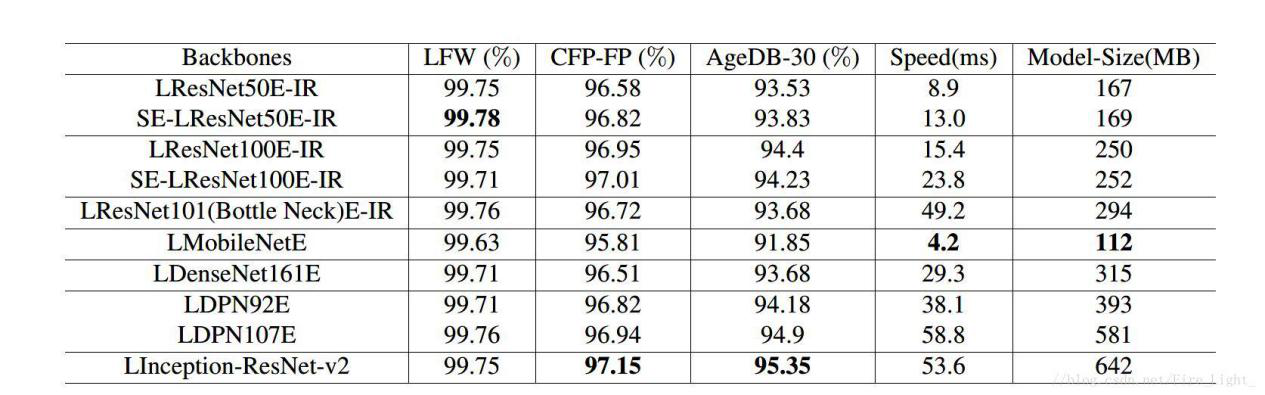 Backbones LFW (%) CFP-FP (%) AgeDB-30 (%) Speed(ms) Model-Size(MB)
LResNet50E-IR 99.75 96.58 93.53 8.9 167
SE-LResNet50E-IR 99.78 96.82 93.83 13.0 169
LResNet100E-IR 99.75 96.95 94.4 15.4 250
SE-LResNet100E-IR 99.71 97.01 94.23 23.8 252
LResNet101(Bottle Neck)E-IR 99.76 96.72 93.68 49.2 294
LMobileNetE 99.63 95.81 91.85 4.2 112
LDenseNet161E 99.71 96.51 93.68 29.3 315
LDPN92E 99.71 96.82 94.18 38.1 393
LDPN107E 99.76 96.94 94.9 58.8 581
LInception-ResNet-v2 99.75 97.15 95.35 53.6 642
//blog.csdn.net/Fire_light_